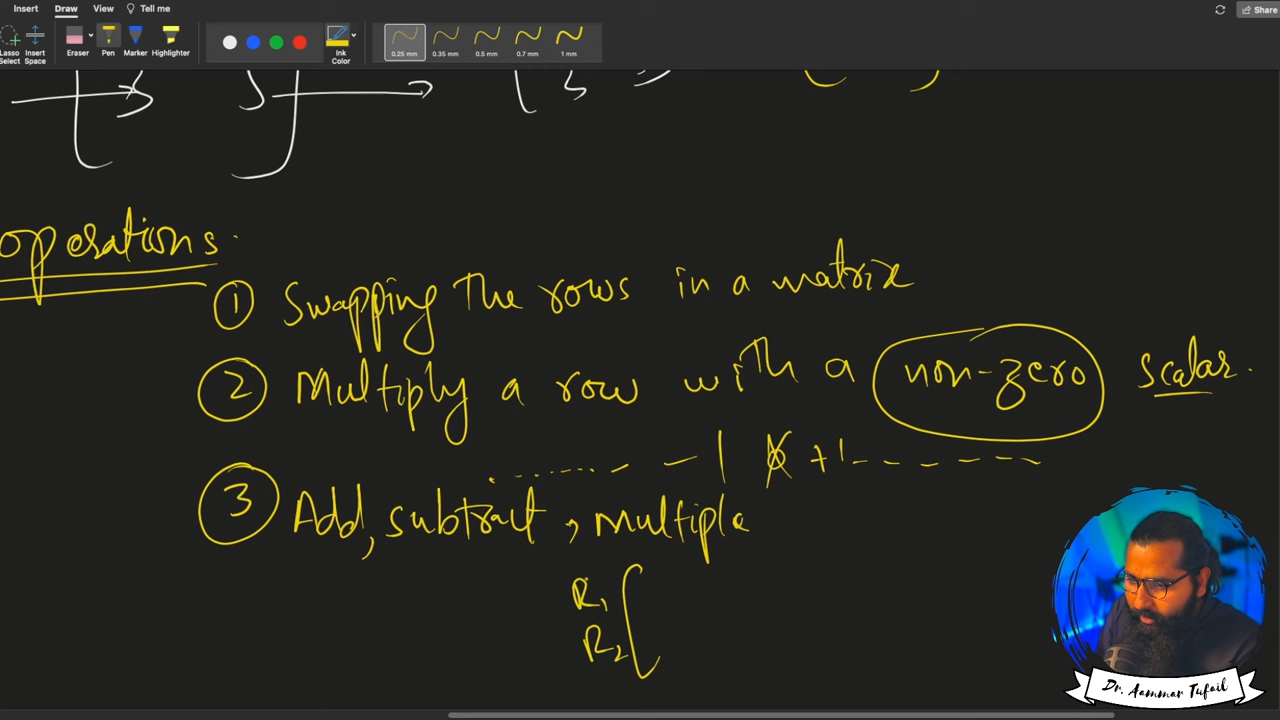 Insert Draw View Tell me
Share
Lasso Select
Insert Space
Eraser
Pen
Marker
Highlighter
Ink Color
0.25 mm
0.35 mm
0.5 mm
0.7 mm
1 mm
operations.
① Swapping the rows in a matrix
② Multiply a row with a non-zero scalar.
③ Add, subtract, multipl
R₁
R₂
Dr. Aammar Tufail